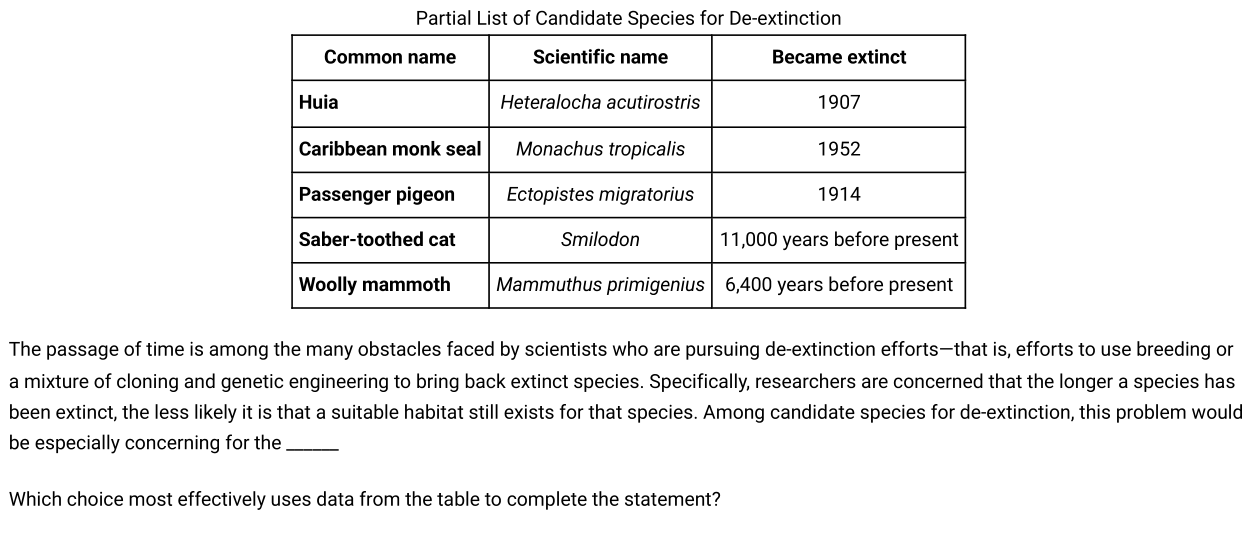 Partial List of Candidate Species for De-extinction
Common name Scientific name Became extinct
Huia Heteralocha acutirostris 1907
Caribbean monk seal Monachus tropicalis 1952
Passenger pigeon Ectopistes migratorius 1914
Saber-toothed cat Smilodon 11,000 years before present
Woolly mammoth Mammuthus primigenius 6,400 years before present
The passage of time is among the many obstacles faced by scientists who are pursuing de-extinction efforts—that is, efforts to use breeding or
a mixture of cloning and genetic engineering to bring back extinct species. Specifically, researchers are concerned that the longer a species has
been extinct, the less likely it is that a suitable habitat still exists for that species. Among candidate species for de-extinction, this problem would
be especially concerning for the ______
Which choice most effectively uses data from the table to complete the statement?